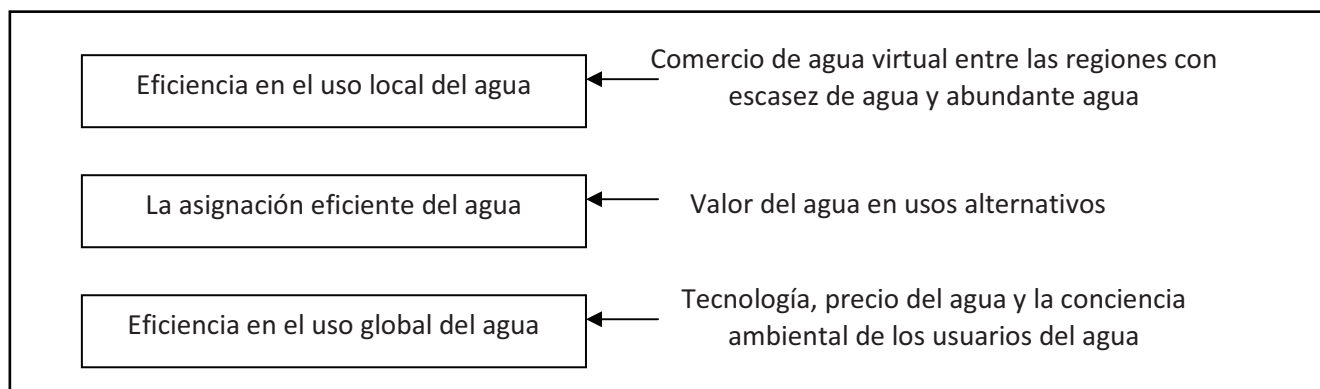 Eficiencia en el uso local del agua
Comercio de agua virtual entre las regiones con
escasez de agua y abundante agua
La asignación eficiente del agua
Valor del agua en usos alternativos
Eficiencia en el uso global del agua
Tecnología, precio del agua y la conciencia
ambiental de los usuarios del agua